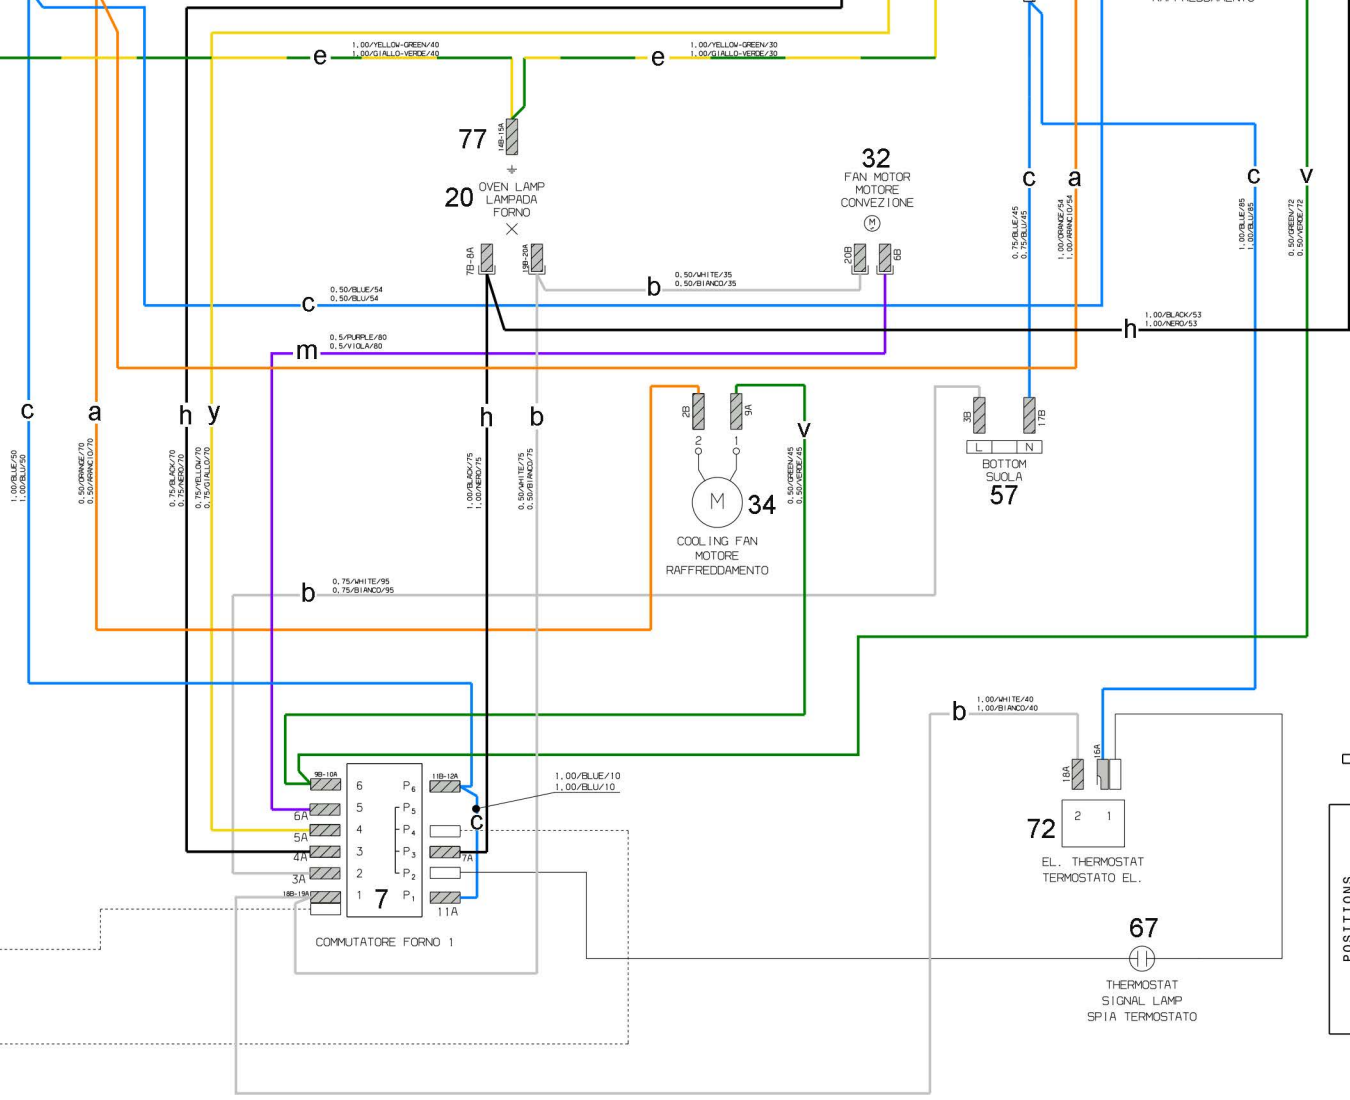 RAFFREDDAMENTO
1,00/YELLOW-GREEN/40
1,00/GIALLO-VERDE/40
e
1,00/YELLOW-GREEN/30
1,00/GIALLO-VERDE/30
e
77
14B-15A
20
OVEN LAMP
LAMPADA
FORNO
7B-8A
19B-20A
32
FAN MOTOR
MOTORE
CONVEZIONE
M
20B
6B
c
a
c
v
0,75/BLUE/45
0,75/BLU/45
1,00/ORANGE/54
1,00/ARANCIO/54
1,00/BLUE/85
1,00/BLU/85
0,50/GREEN/72
0,50/VERDE/72
b
0,50/WHITE/35
0,50/BIANCO/35
c
0,50/BLUE/54
0,50/BLU/54
h
1,00/BLACK/53
1,00/NERO/53
m
0,5/PURPLE/80
0,5/VIOLA/80
c
a
h
y
h
b
1,00/BLUE/50
1,00/BLU/50
0,50/ORANGE/70
0,50/ARANCIO/70
0,75/BLACK/70
0,75/NERO/70
0,75/YELLOW/70
0,75/GIALLO/70
1,00/BLACK/75
1,00/NERO/75
0,50/WHITE/75
0,50/BIANCO/75
2B
9A
2
1
M
34
COOLING FAN
MOTORE
RAFFREDDAMENTO
v
0,50/GREEN/45
0,50/VERDE/45
3B
17B
L
N
BOTTOM
SUOLA
57
b
0,75/WHITE/95
0,75/BIANCO/95
b
1,00/WHITE/40
1,00/BIANCO/40
9B-10A
6A
5A
4A
3A
18B-19A
6
5
4
3
2
1
P6
P5
P4
P3
P2
P1
7
11B-12A
7A
11A
c
1,00/BLUE/10
1,00/BLU/10
COMMUTATORE FORNO 1
18A
16A
2
1
72
EL. THERMOSTAT
TERMOSTATO EL.
67
THERMOSTAT
SIGNAL LAMP
SPIA TERMOSTATO
POSITIONS